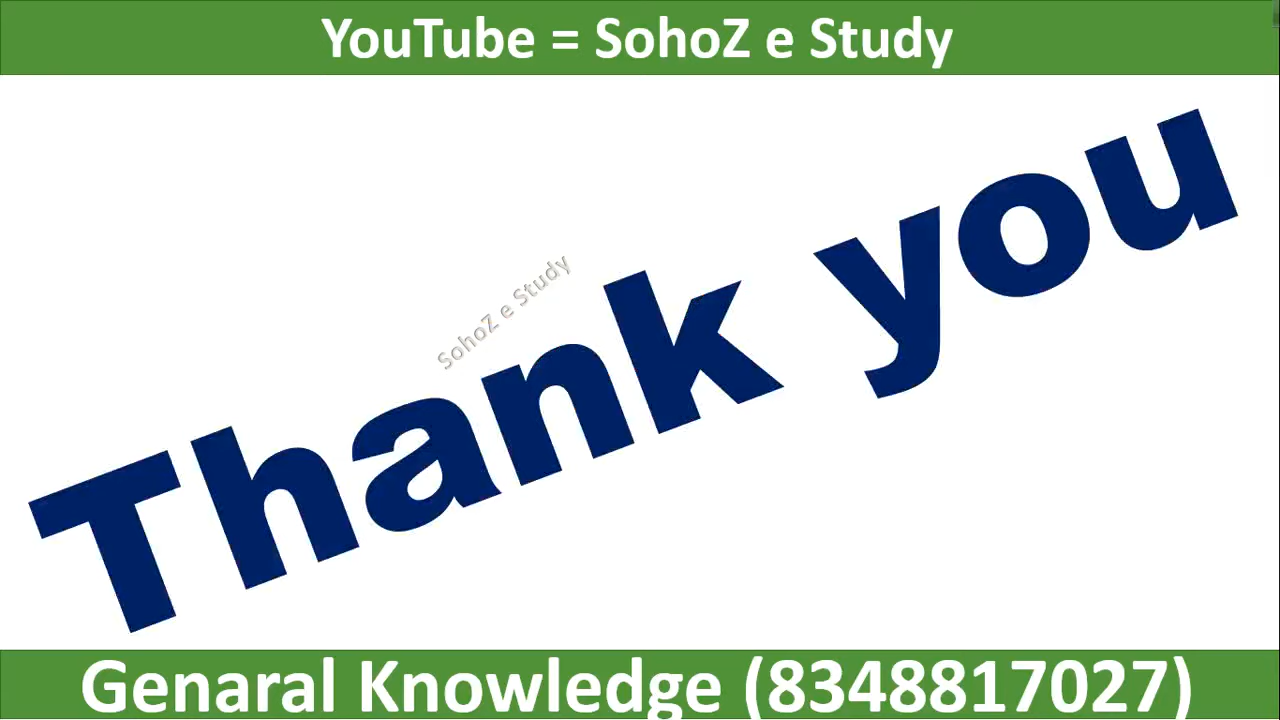 YouTube = SohoZ e Study
SohoZ e Study
Thank you
Genaral Knowledge (8348817027)